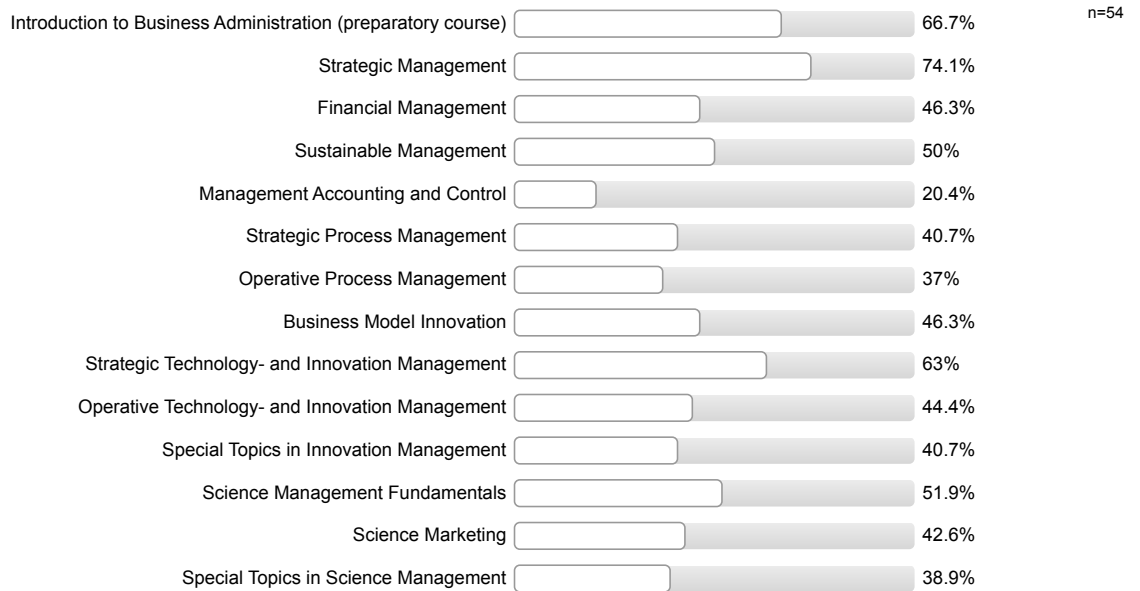 Introduction to Business Administration (preparatory course) 66.7% n=54
Strategic Management 74.1%
Financial Management 46.3%
Sustainable Management 50%
Management Accounting and Control 20.4%
Strategic Process Management 40.7%
Operative Process Management 37%
Business Model Innovation 46.3%
Strategic Technology- and Innovation Management 63%
Operative Technology- and Innovation Management 44.4%
Special Topics in Innovation Management 40.7%
Science Management Fundamentals 51.9%
Science Marketing 42.6%
Special Topics in Science Management 38.9%